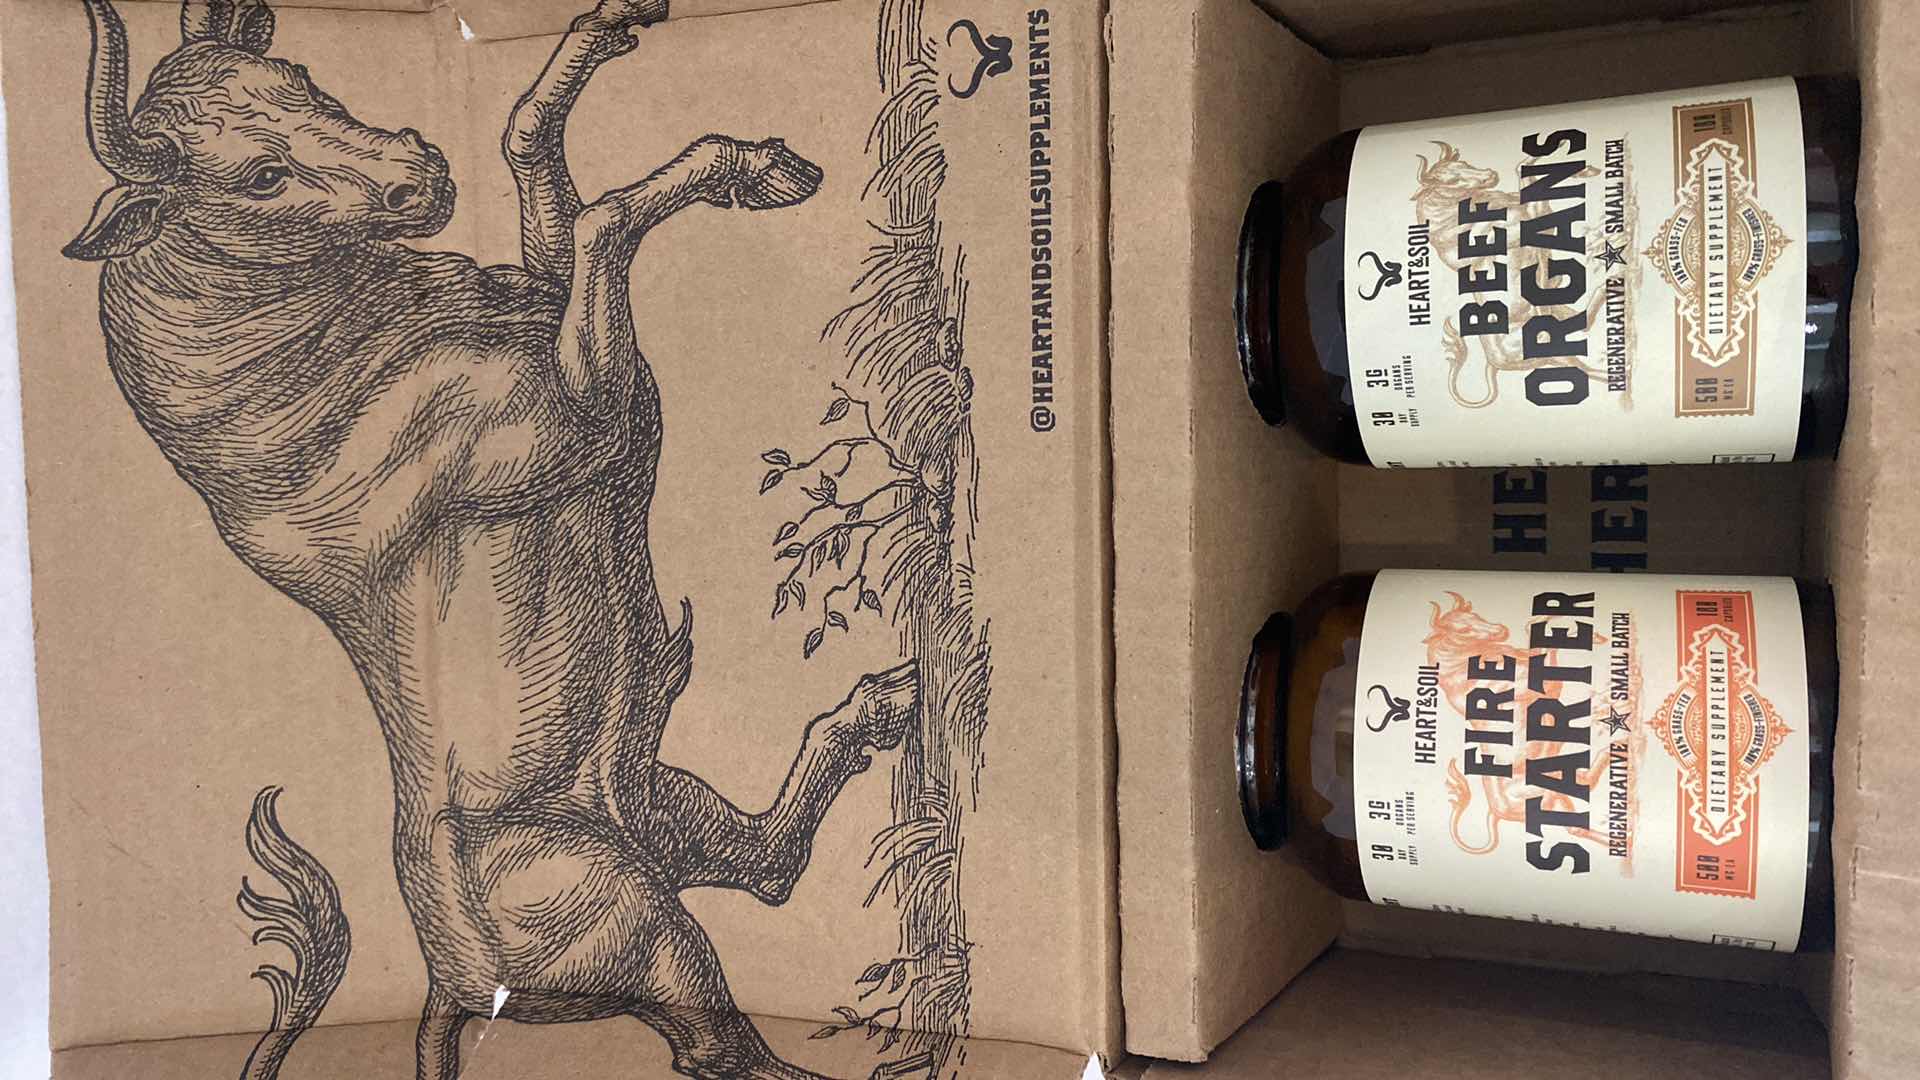 @HEARTANDSOILSUPPLEMENTS
HEART&SOIL
FIRE
STARTER
REGENERATIVE SMALL BATCH
30
DAY
SUPPLY
3G
ORGANS
PER SERVING
100% GRASS-FED
DIETARY SUPPLEMENT
100% GRASS-FINISHED
500
MG EA
180
CAPSULES
HEART&SOIL
BEEF
ORGANS
REGENERATIVE SMALL BATCH
30
DAY
SUPPLY
3G
ORGANS
PER SERVING
100% GRASS-FED
DIETARY SUPPLEMENT
100% GRASS-FINISHED
500
MG EA
180
CAPSULES
HE
HER